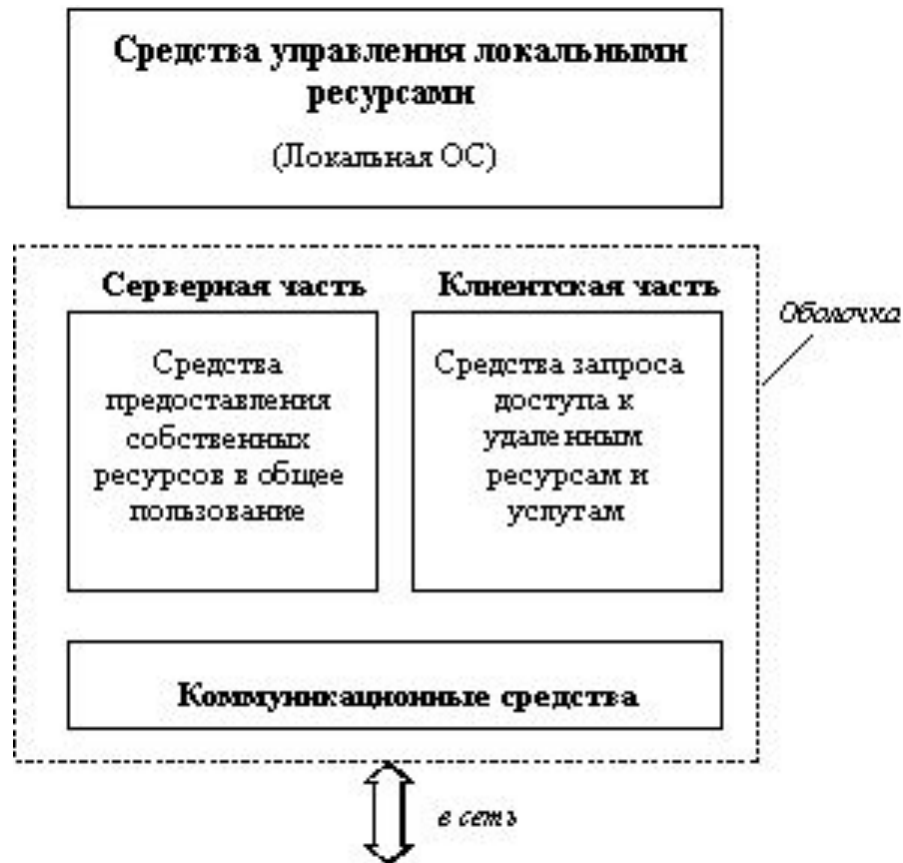 Средства управления локальными
ресурсами
(Локальная ОС)
Серверная часть
Клиентская часть
Оболочка
Средства
предоставления
собственных
ресурсов в общее
пользование
Средства запроса
доступа к
удаленным
ресурсам и
услугам
Коммуникационные средства
в сеть